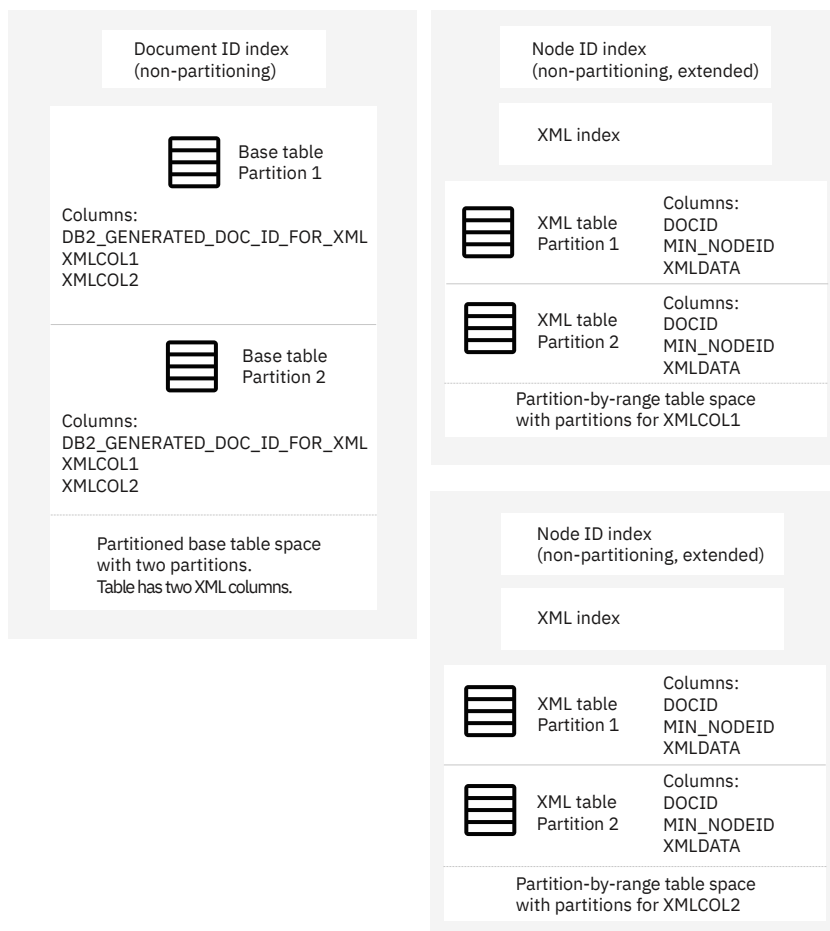 Document ID index
(non-partitioning)
Base table
Partition 1
Columns:
DB2_GENERATED_DOC_ID_FOR_XML
XMLCOL1
XMLCOL2
Base table
Partition 2
Columns:
DB2_GENERATED_DOC_ID_FOR_XML
XMLCOL1
XMLCOL2
Partitioned base table space
with two partitions.
Table has two XML columns.
Node ID index
(non-partitioning, extended)
XML index
XML table
Partition 1
Columns:
DOCID
MIN_NODEID
XMLDATA
XML table
Partition 2
Columns:
DOCID
MIN_NODEID
XMLDATA
Partition-by-range table space
with partitions for XMLCOL1
Node ID index
(non-partitioning, extended)
XML index
XML table
Partition 1
Columns:
DOCID
MIN_NODEID
XMLDATA
XML table
Partition 2
Columns:
DOCID
MIN_NODEID
XMLDATA
Partition-by-range table space
with partitions for XMLCOL2